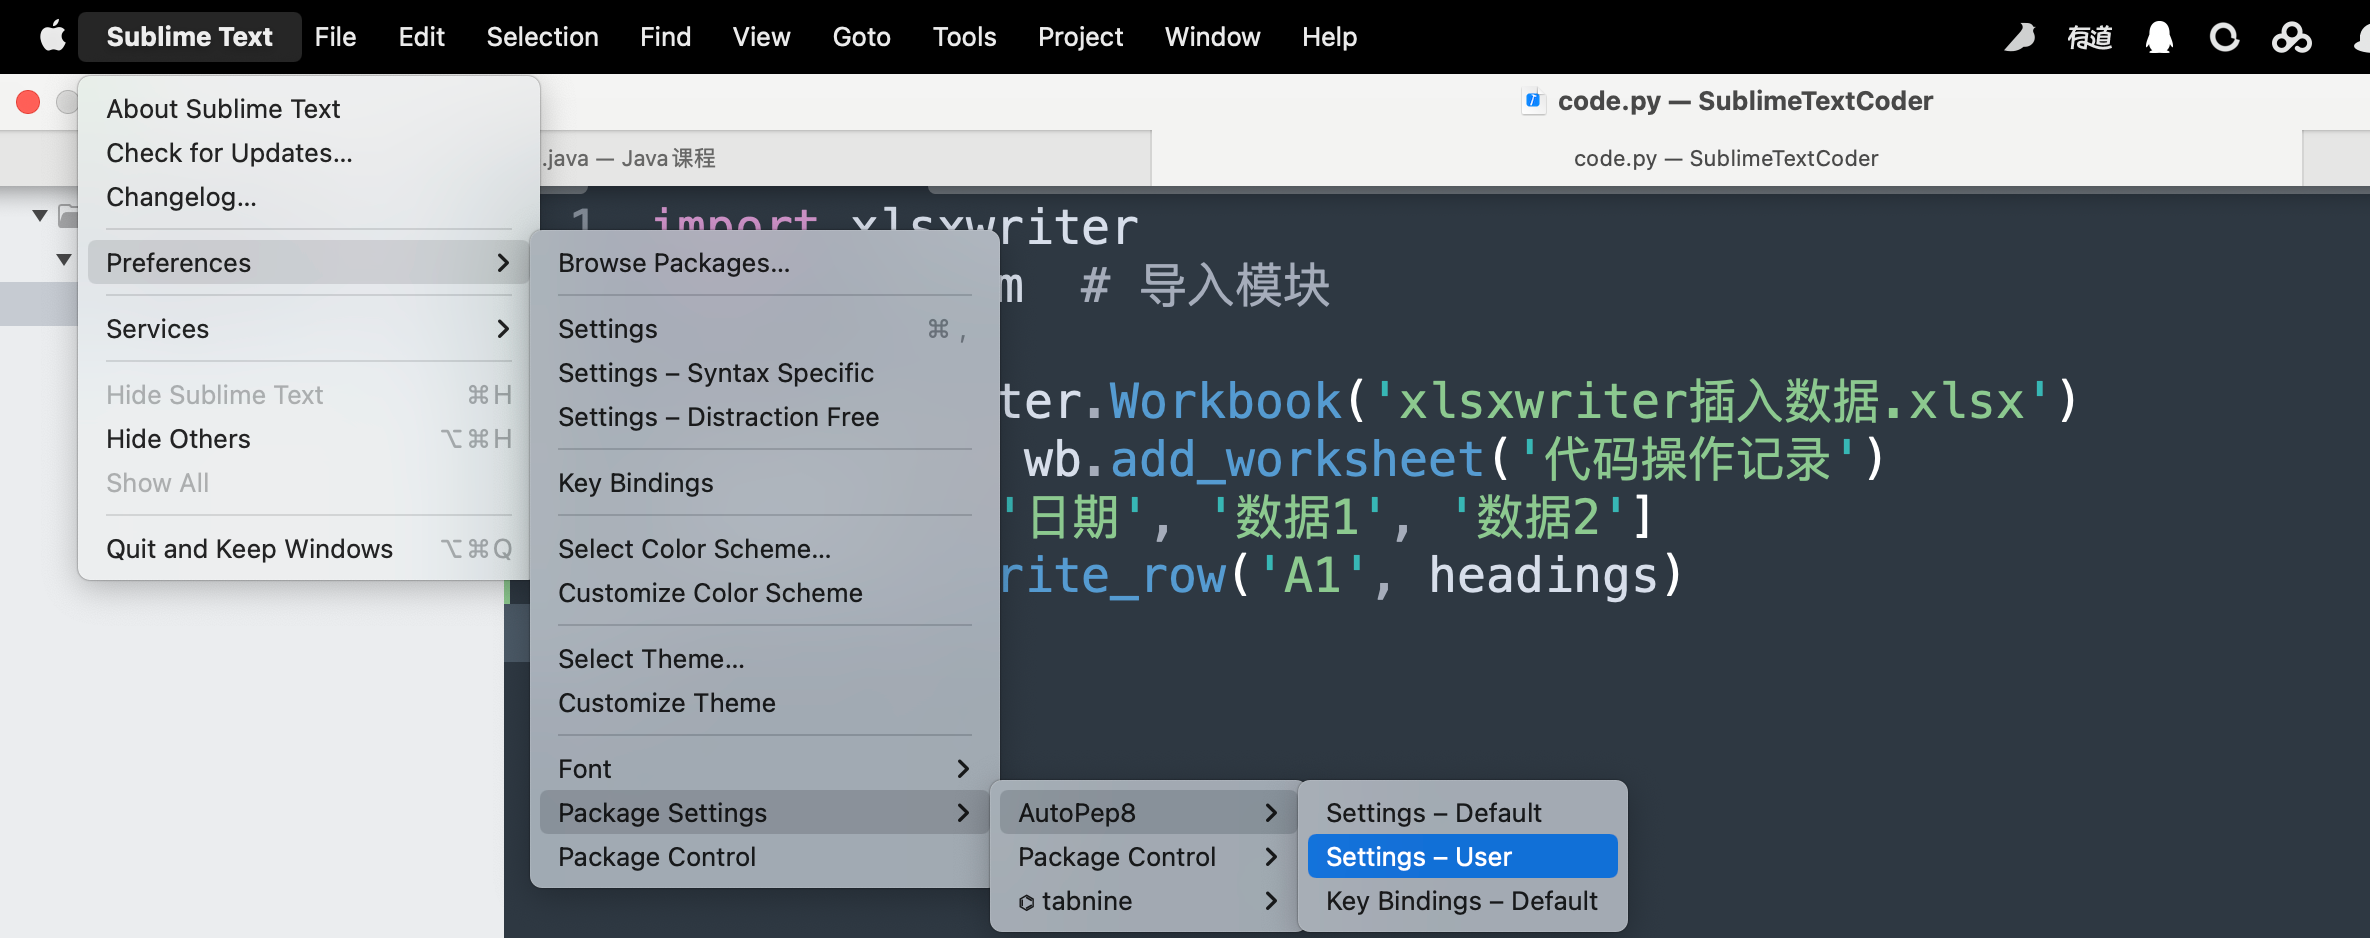 Sublime Text File Edit Selection Find View Goto Tools Project Window Help 有道
code.py — SublimeTextCoder
.java — Java课程
code.py — SublimeTextCoder
About Sublime Text
Check for Updates...
Changelog...
Preferences
Services
Hide Sublime Text ⌘H
Hide Others ⌥⌘H
Show All
Quit and Keep Windows ⌥⌘Q
Browse Packages...
Settings ⌘,
Settings – Syntax Specific
Settings – Distraction Free
Key Bindings
Select Color Scheme...
Customize Color Scheme
Select Theme...
Customize Theme
Font
Package Settings
Package Control
AutoPep8
Package Control
tabnine
Settings – Default
Settings – User
Key Bindings – Default
1 import xlsxwriter
m # 导入模块
ter.Workbook('xlsxwriter插入数据.xlsx')
wb.add_worksheet('代码操作记录')
'日期', '数据1', '数据2']
rite_row('A1', headings)